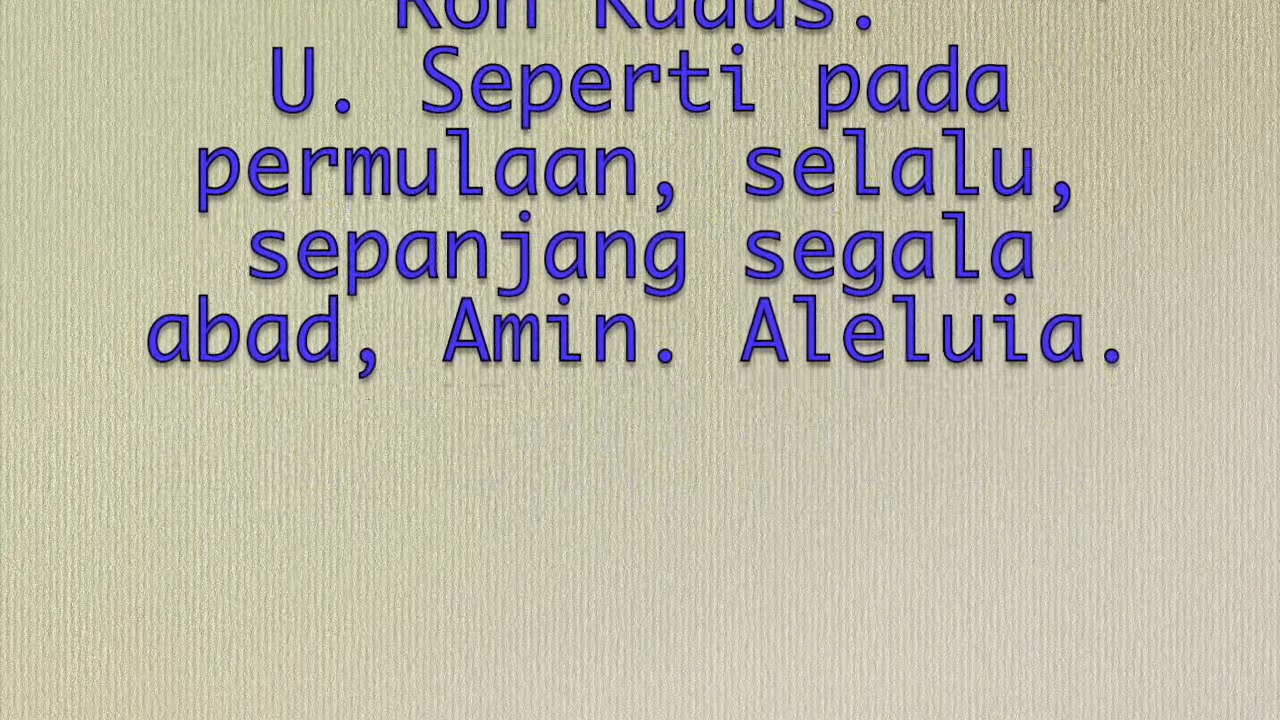 Roh Kudus.
U. Seperti pada
permulaan, selalu,
sepanjang segala
abad, Amin. Aleluia.